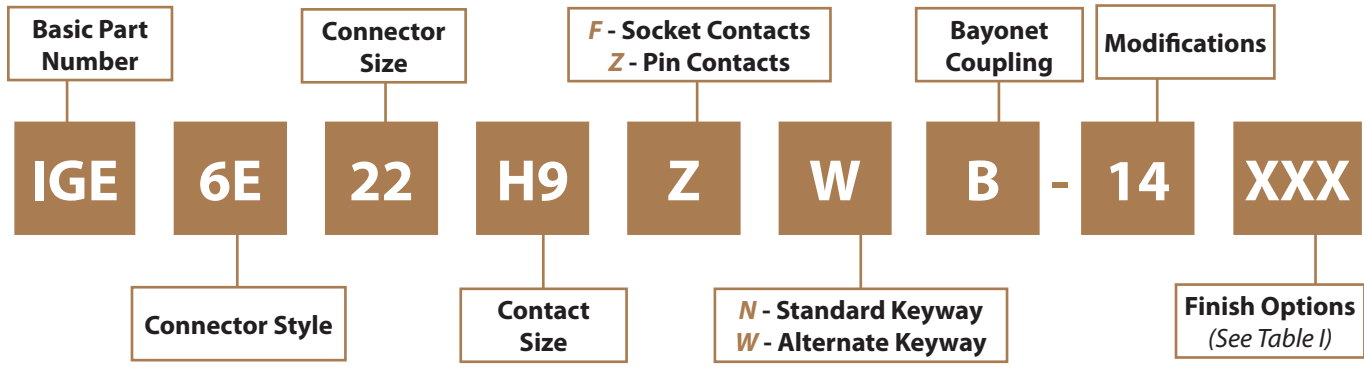 Basic Part
Number
Connector
Size
F - Socket Contacts
Z - Pin Contacts
Bayonet
Coupling
Modifications
IGE 6E 22 H9 Z W B - 14 XXX
Connector Style
Contact
Size
N - Standard Keyway
W - Alternate Keyway
Finish Options
(See Table I)